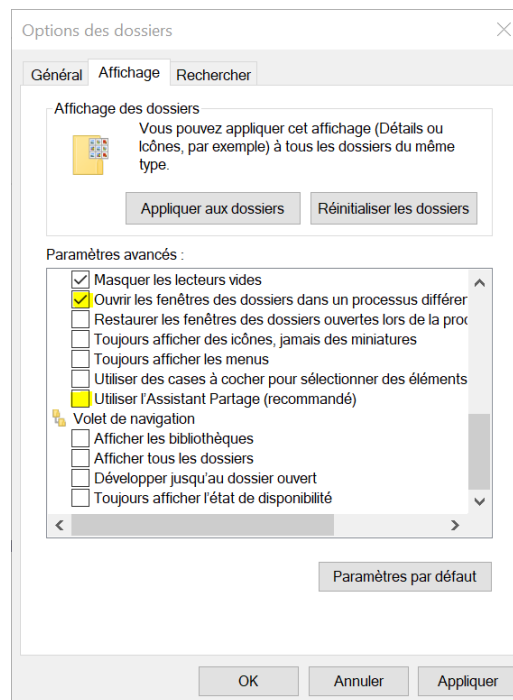 Options des dossiers
Général Affichage Rechercher
Affichage des dossiers
Vous pouvez appliquer cet affichage (Détails ou
Icônes, par exemple) à tous les dossiers du même
type.
Appliquer aux dossiers Réinitialiser les dossiers
Paramètres avancés :
Masquer les lecteurs vides
Ouvrir les fenêtres des dossiers dans un processus différer
Restaurer les fenêtres des dossiers ouvertes lors de la proc
Toujours afficher des icônes, jamais des miniatures
Toujours afficher les menus
Utiliser des cases à cocher pour sélectionner des éléments
Utiliser l’Assistant Partage (recommandé)
Volet de navigation
Afficher les bibliothèques
Afficher tous les dossiers
Développer jusqu’au dossier ouvert
Toujours afficher l’état de disponibilité
Paramètres par défaut
OK Annuler Appliquer